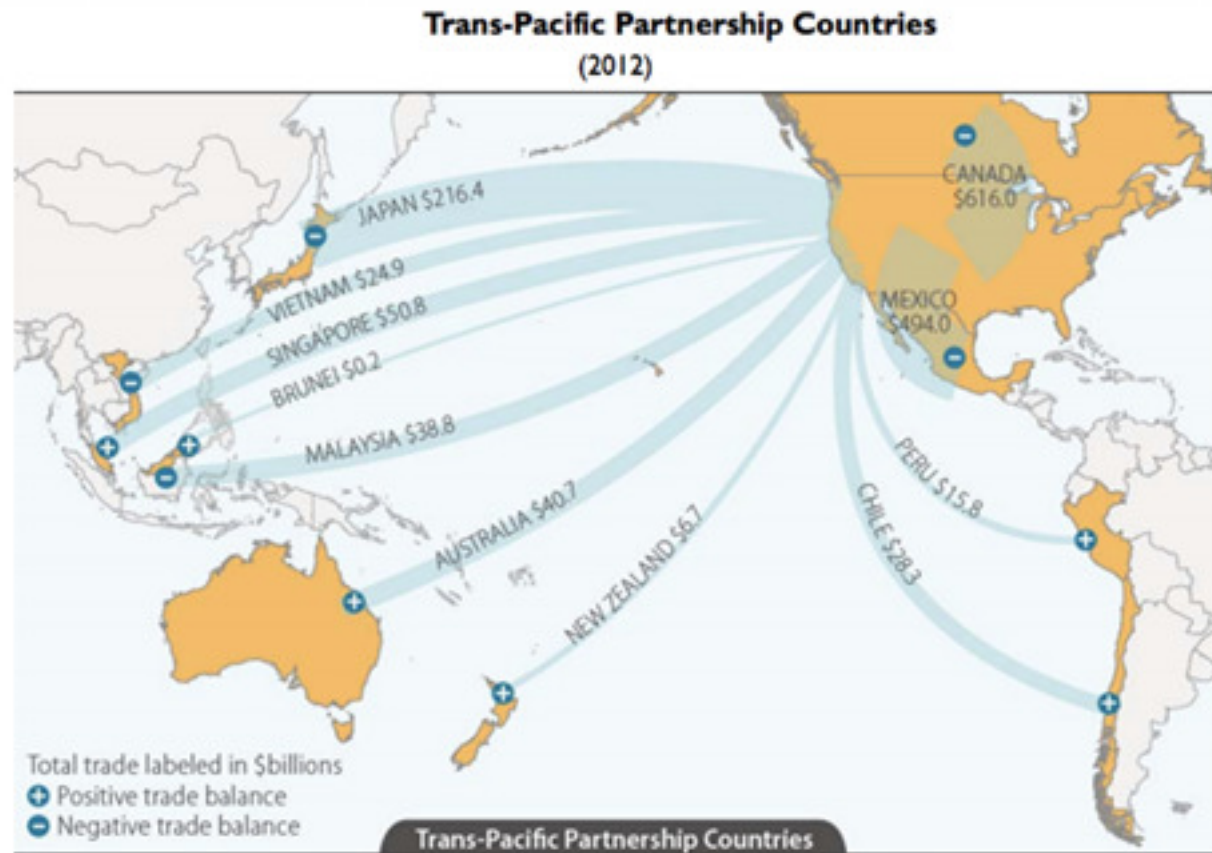 Trans-Pacific Partnership Countries
(2012)
CANADA
$616.0
JAPAN $216.4
VIETNAM $24.9
SINGAPORE $50.8
BRUNEI $0.2
MEXICO
$494.0
MALAYSIA $38.8
AUSTRALIA $40.7
NEW ZEALAND $6.7
CHILE $28.3
PERU $15.8
Total trade labeled in $billions
+ Positive trade balance
− Negative trade balance
Trans-Pacific Partnership Countries